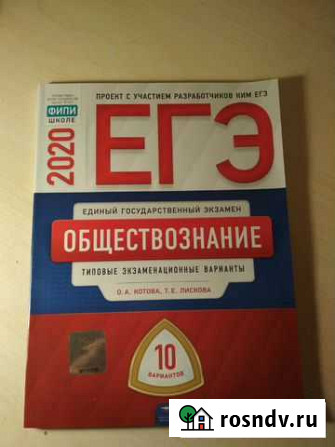 ФИПИ
ШКОЛЕ
ПРОЕКТ С УЧАСТИЕМ РАЗРАБОТЧИКОВ КИМ ЕГЭ
2020
ЕГЭ
ЕДИНЫЙ ГОСУДАРСТВЕННЫЙ ЭКЗАМЕН
ОБЩЕСТВОЗНАНИЕ
ТИПОВЫЕ ЭКЗАМЕНАЦИОННЫЕ ВАРИАНТЫ
О. А. КОТОВА, Т. Е. ЛИСКОВА
10
ВАРИАНТОВ
rosndv.ru